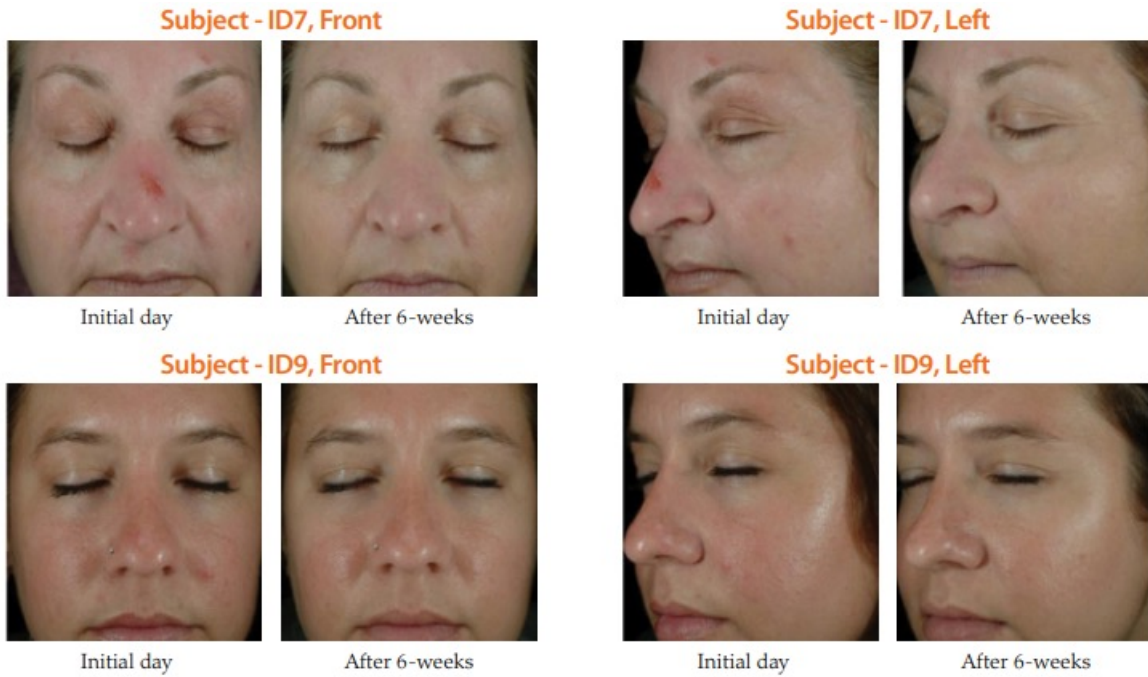 Subject - ID7, Front
Subject - ID7, Left
Initial day
After 6-weeks
Initial day
After 6-weeks
Subject - ID9, Front
Subject - ID9, Left
Initial day
After 6-weeks
Initial day
After 6-weeks